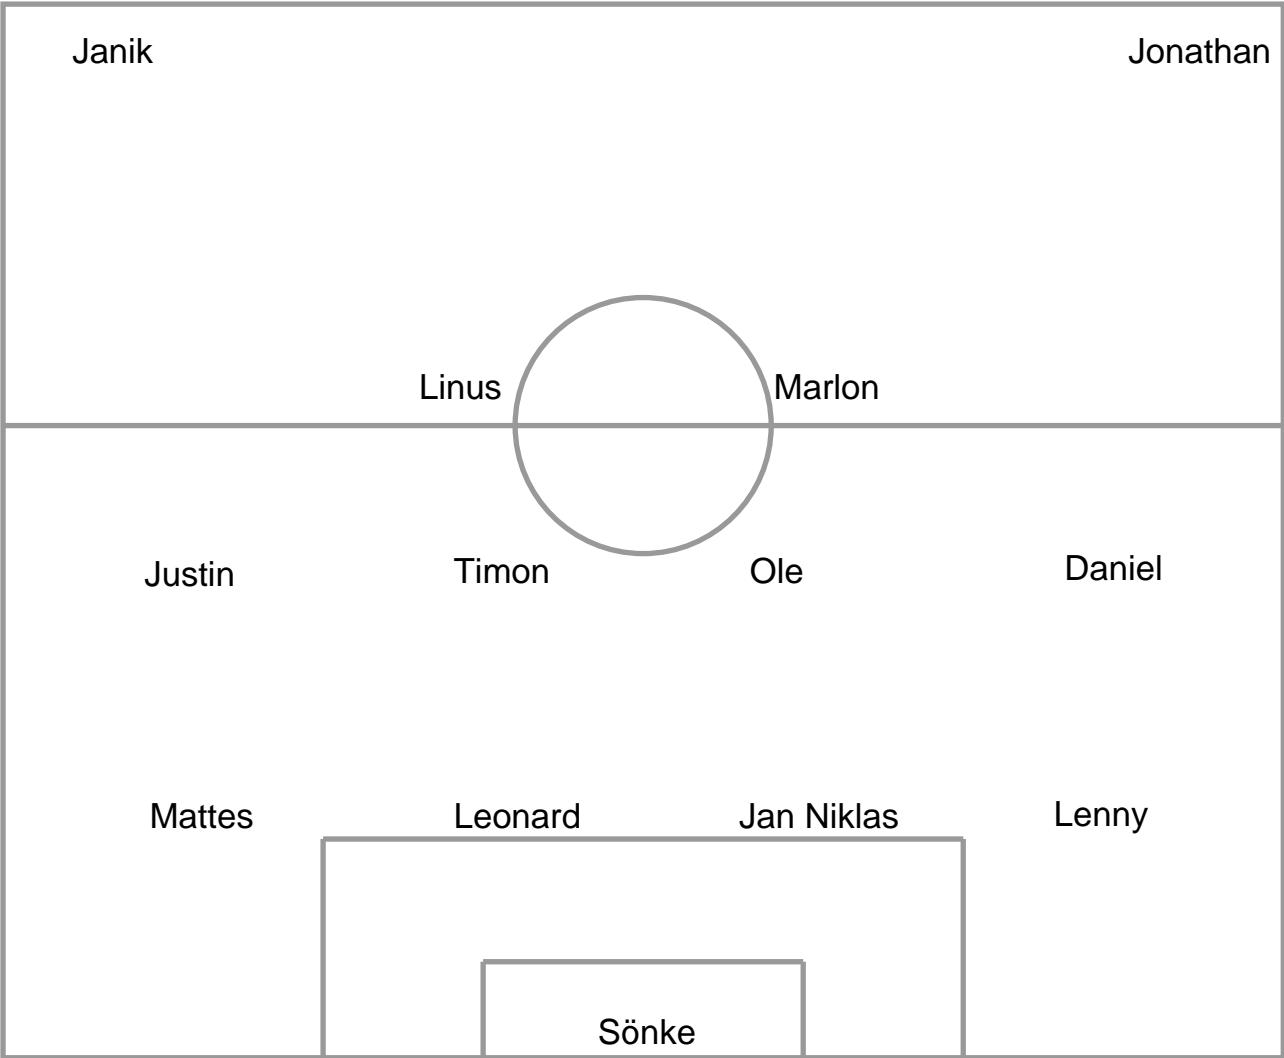 Janik Jonathan
Linus Marlon
Justin Timon Ole Daniel
Mattes Leonard Jan Niklas Lenny
Sönke